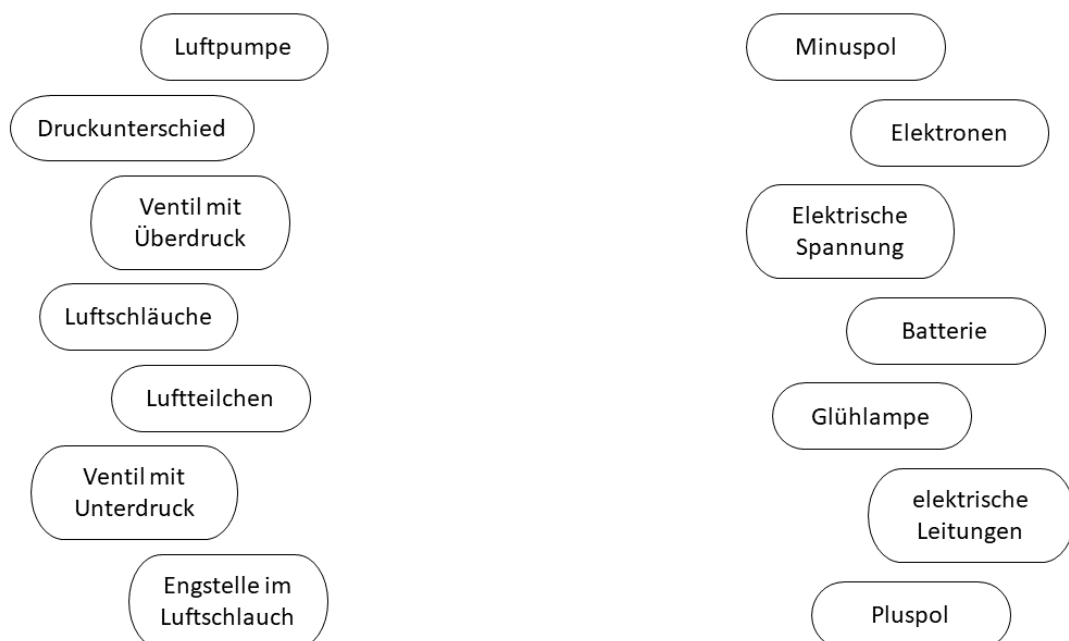 Luftpumpe
Druckunterschied
Ventil mit
Überdruck
Luftschläuche
Luftteilchen
Ventil mit
Unterdruck
Engstelle im
Luftschlauch
Minuspol
Elektronen
Elektrische
Spannung
Batterie
Glühlampe
elektrische
Leitungen
Pluspol